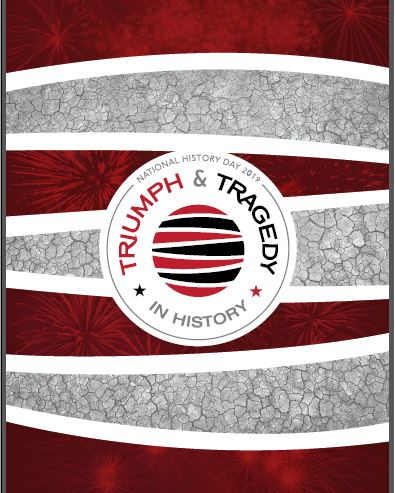 NATIONAL HISTORY DAY 2019
TRIUMPH & TRAGEDY
IN HISTORY